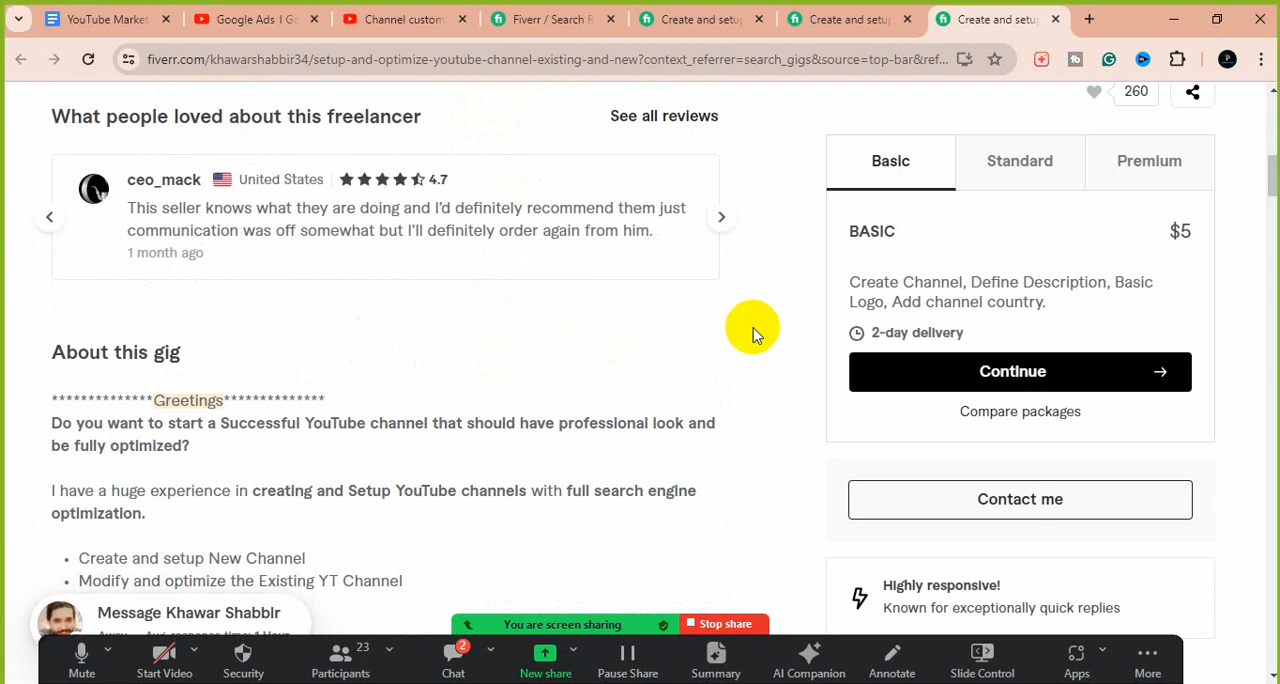 YouTube Market
Google Ads I G
Channel custom
Fiverr / Search R
Create and setu
Create and setu
Create and setu
fiverr.com/khawarshabbir34/setup-and-optimize-youtube-channel-existing-and-new?context_referrer=search_gigs&source=top-bar&ref...
What people loved about this freelancer
See all reviews
260
ceo_mack United States 4.7
This seller knows what they are doing and I'd definitely recommend them just
communication was off somewhat but I'll definitely order again from him.
1 month ago
About this gig
**************Greetings**************
Do you want to start a Successful YouTube channel that should have professional look and
be fully optimized?
I have a huge experience in creating and Setup YouTube channels with full search engine
optimization.
• Create and setup New Channel
• Modify and optimize the Existing YT Channel
Basic
Standard
Premium
BASIC $5
Create Channel, Define Description, Basic
Logo, Add channel country.
2-day delivery
Continue →
Compare packages
Contact me
Highly responsive!
Known for exceptionally quick replies
Message Khawar Shabbir
You are screen sharing
Stop share
Mute
Start Video
Security
Participants 23
Chat 2
New share
Pause Share
Summary
AI Companion
Annotate
Slide Control
Apps
More